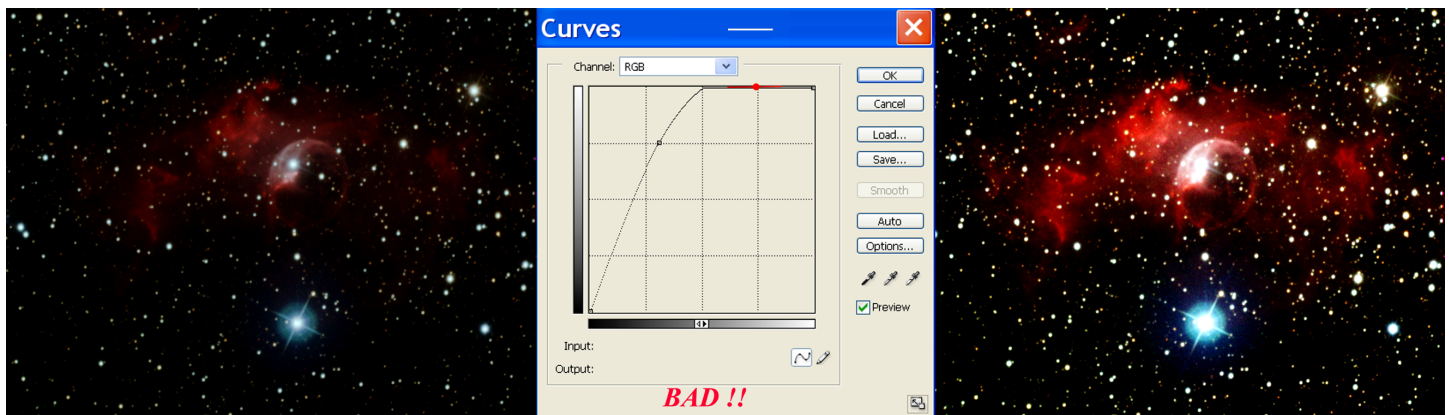 Curves
Channel: RGB
OK
Cancel
Load...
Save...
Smooth
Auto
Options...
Preview
Input:
Output:
BAD !!